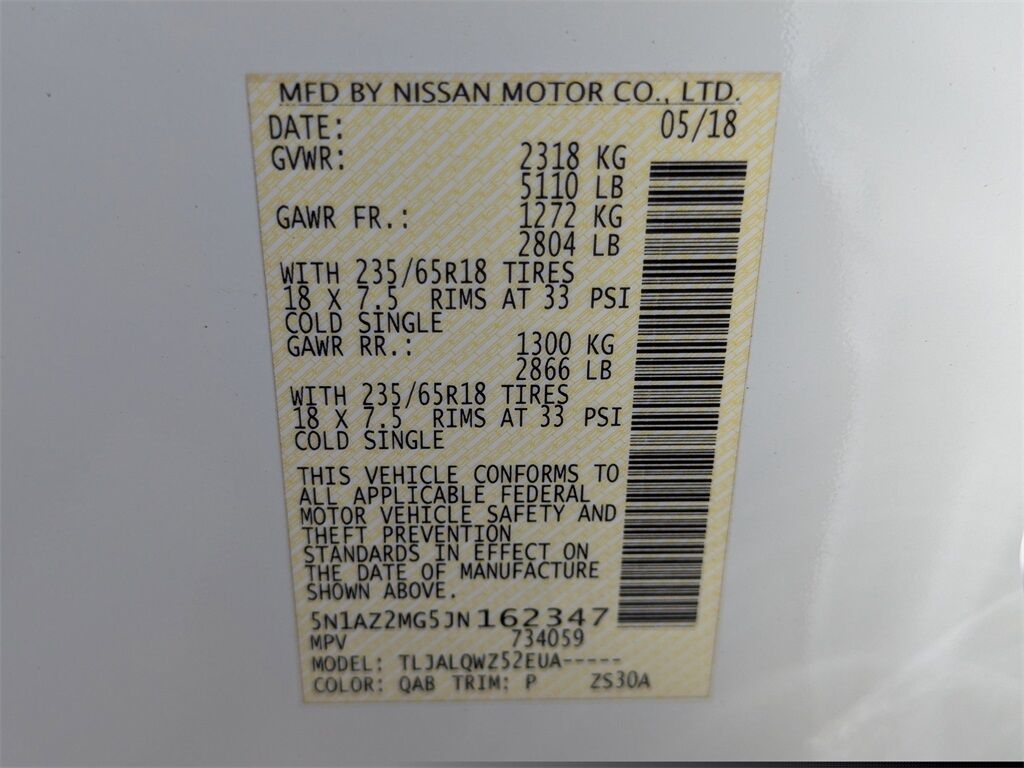 MFD BY NISSAN MOTOR CO., LTD.
DATE: 05/18
GVWR: 2318 KG
5110 LB
GAWR FR.: 1272 KG
2804 LB
WITH 235/65R18 TIRES
18 X 7.5 RIMS AT 33 PSI
COLD SINGLE
GAWR RR.: 1300 KG
2866 LB
WITH 235/65R18 TIRES
18 X 7.5 RIMS AT 33 PSI
COLD SINGLE
THIS VEHICLE CONFORMS TO
ALL APPLICABLE FEDERAL
MOTOR VEHICLE SAFETY AND
THEFT PREVENTION
STANDARDS IN EFFECT ON
THE DATE OF MANUFACTURE
SHOWN ABOVE.
5N1AZ2MG5JN162347
MPV 734059
MODEL: TLJALQWZ52EUA-----
COLOR: QAB TRIM: P ZS30A